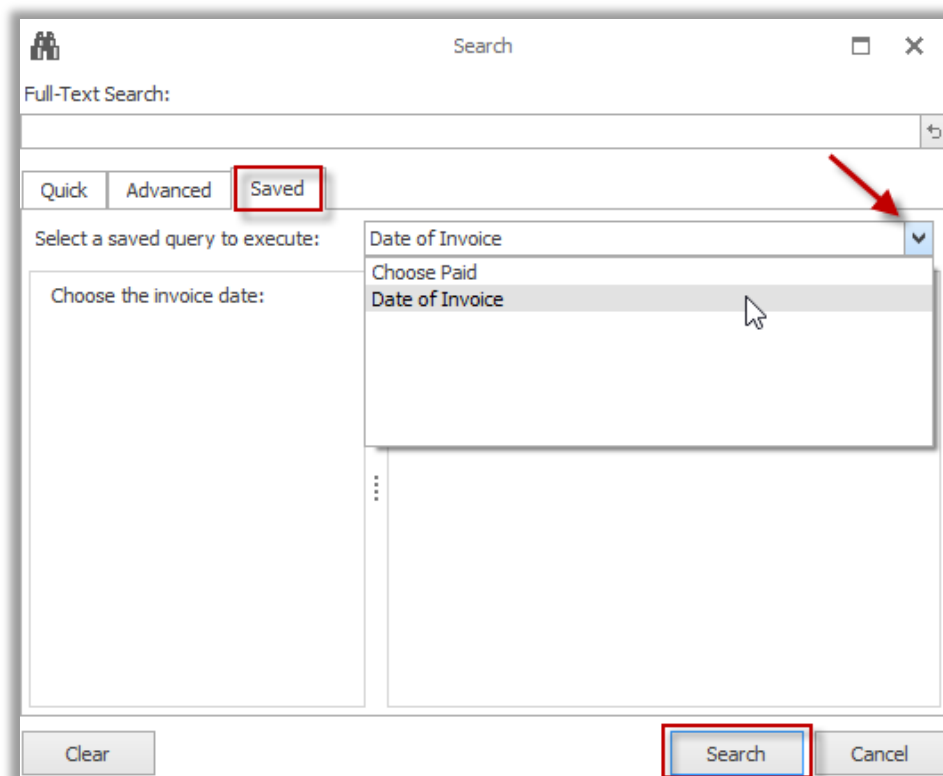 Search
Full-Text Search:
Quick Advanced Saved
Select a saved query to execute: Date of Invoice
Choose Paid
Choose the invoice date: Date of Invoice
Clear Search Cancel